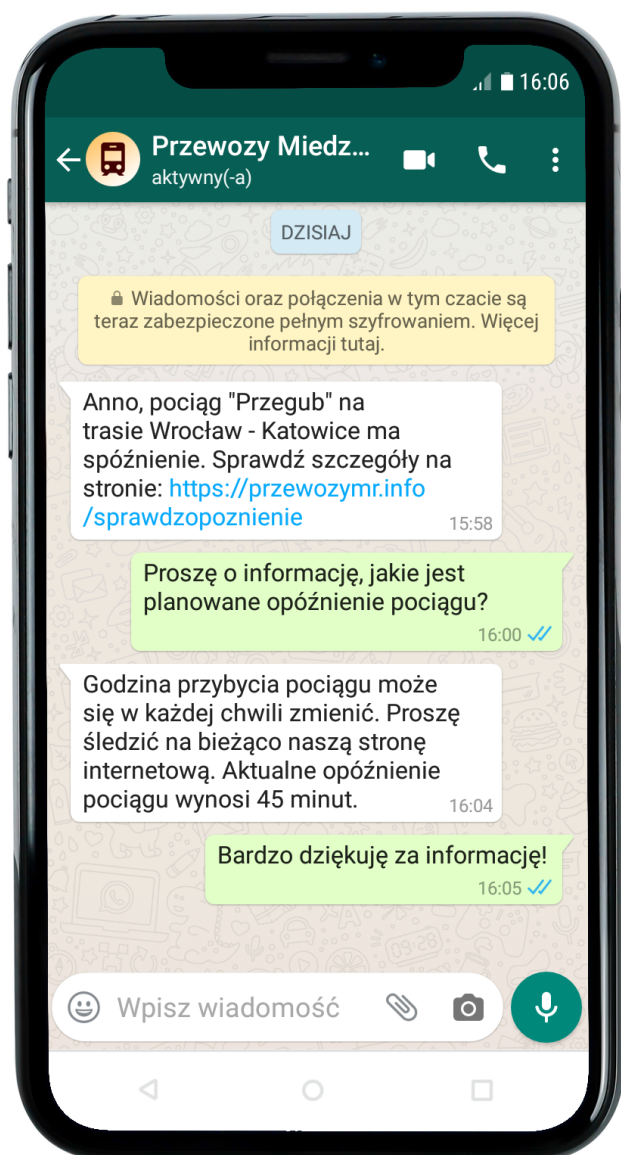 16:06
Przewozy Miedz...
aktywny(-a)
DZISIAJ
Wiadomości oraz połączenia w tym czacie są
teraz zabezpieczone pełnym szyfrowaniem. Więcej
informacji tutaj.
Anno, pociąg "Przegub" na
trasie Wrocław - Katowice ma
spóźnienie. Sprawdź szczegóły na
stronie: https://przewozymr.info
/sprawdzopoznienie
15:58
Proszę o informację, jakie jest
planowane opóźnienie pociągu?
16:00
Godzina przybycia pociągu może
się w każdej chwili zmienić. Proszę
śledzić na bieżąco naszą stronę
internetową. Aktualne opóźnienie
pociągu wynosi 45 minut.
16:04
Bardzo dziękuję za informację!
16:05
Wpisz wiadomość